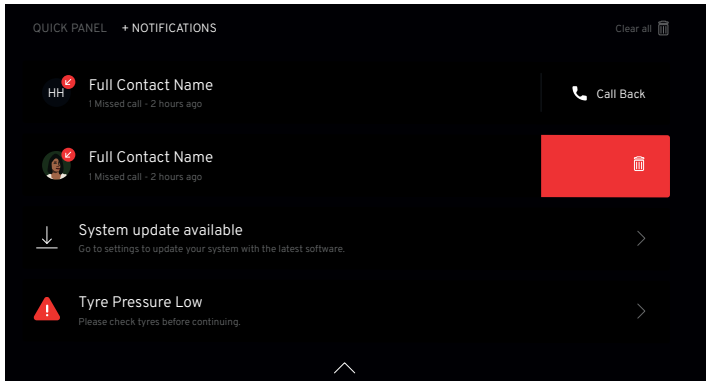 QUICK PANEL + NOTIFICATIONS Clear all
HH Full Contact Name
1 Missed call - 2 hours ago
Call Back
Full Contact Name
1 Missed call - 2 hours ago
System update available
Go to settings to update your system with the latest software.
Tyre Pressure Low
Please check tyres before continuing.